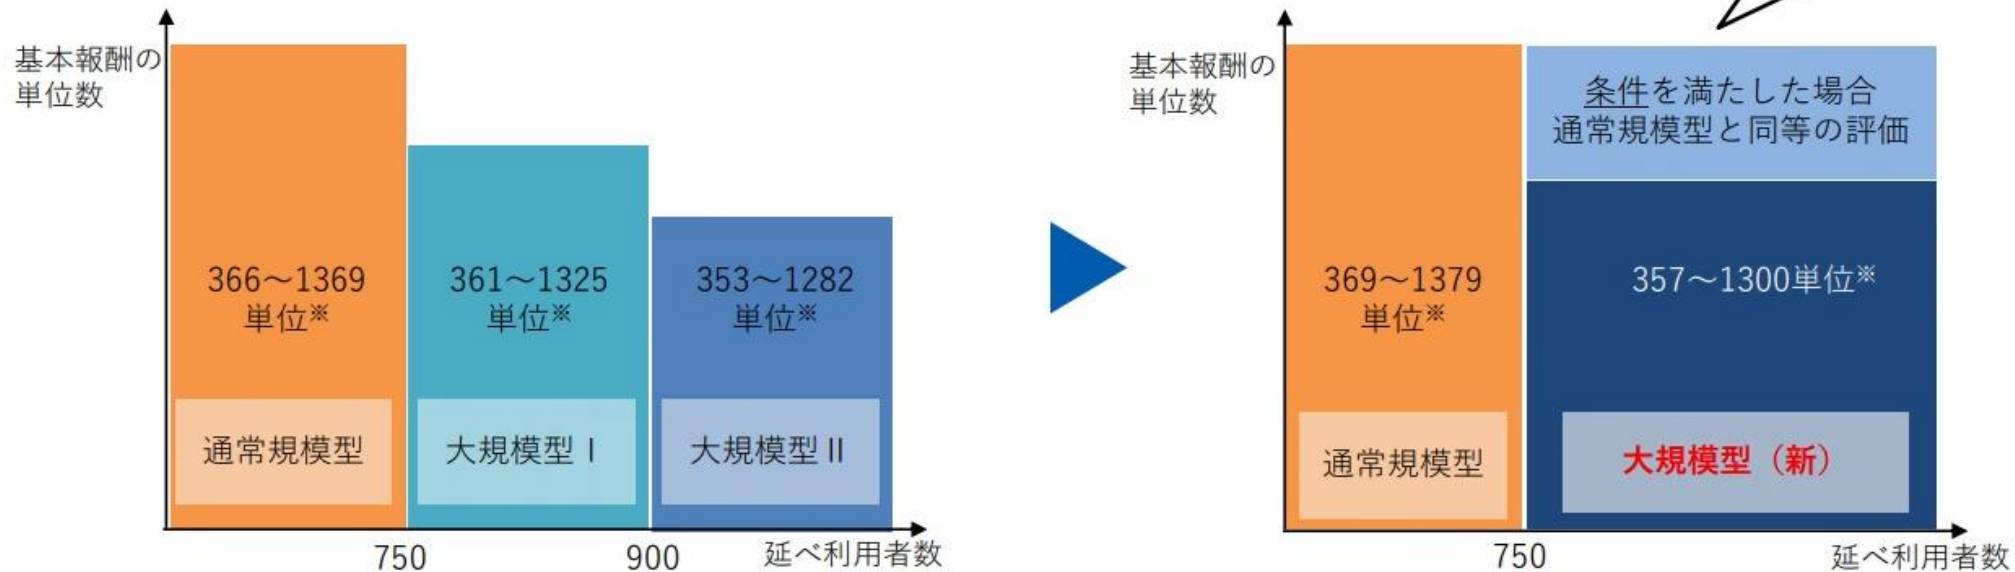 基本報酬の
単位数
366～1369
単位※
361～1325
単位※
353～1282
単位※
通常規模型
大規模型Ⅰ
大規模型Ⅱ
750
900
延べ利用者数
基本報酬の
単位数
条件を満たした場合
通常規模型と同等の評価
369～1379
単位※
357～1300単位※
通常規模型
大規模型（新）
750
延べ利用者数